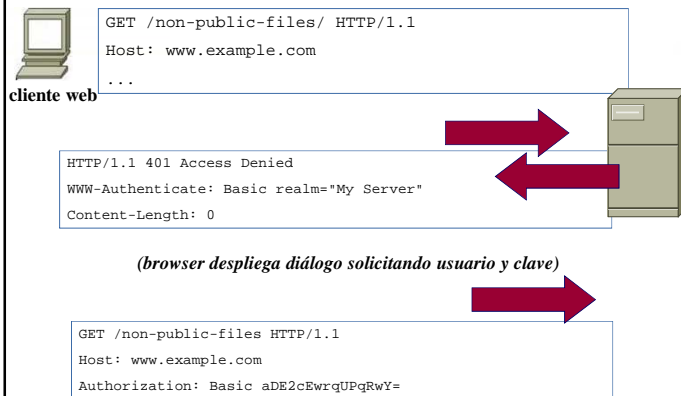 GET /non-public-files/ HTTP/1.1
Host: www.example.com
...
cliente web
HTTP/1.1 401 Access Denied
WWW-Authenticate: Basic realm="My Server"
Content-Length: 0
(browser despliega diálogo solicitando usuario y clave)
GET /non-public-files HTTP/1.1
Host: www.example.com
Authorization: Basic aDE2cEwrqUPqRwY=